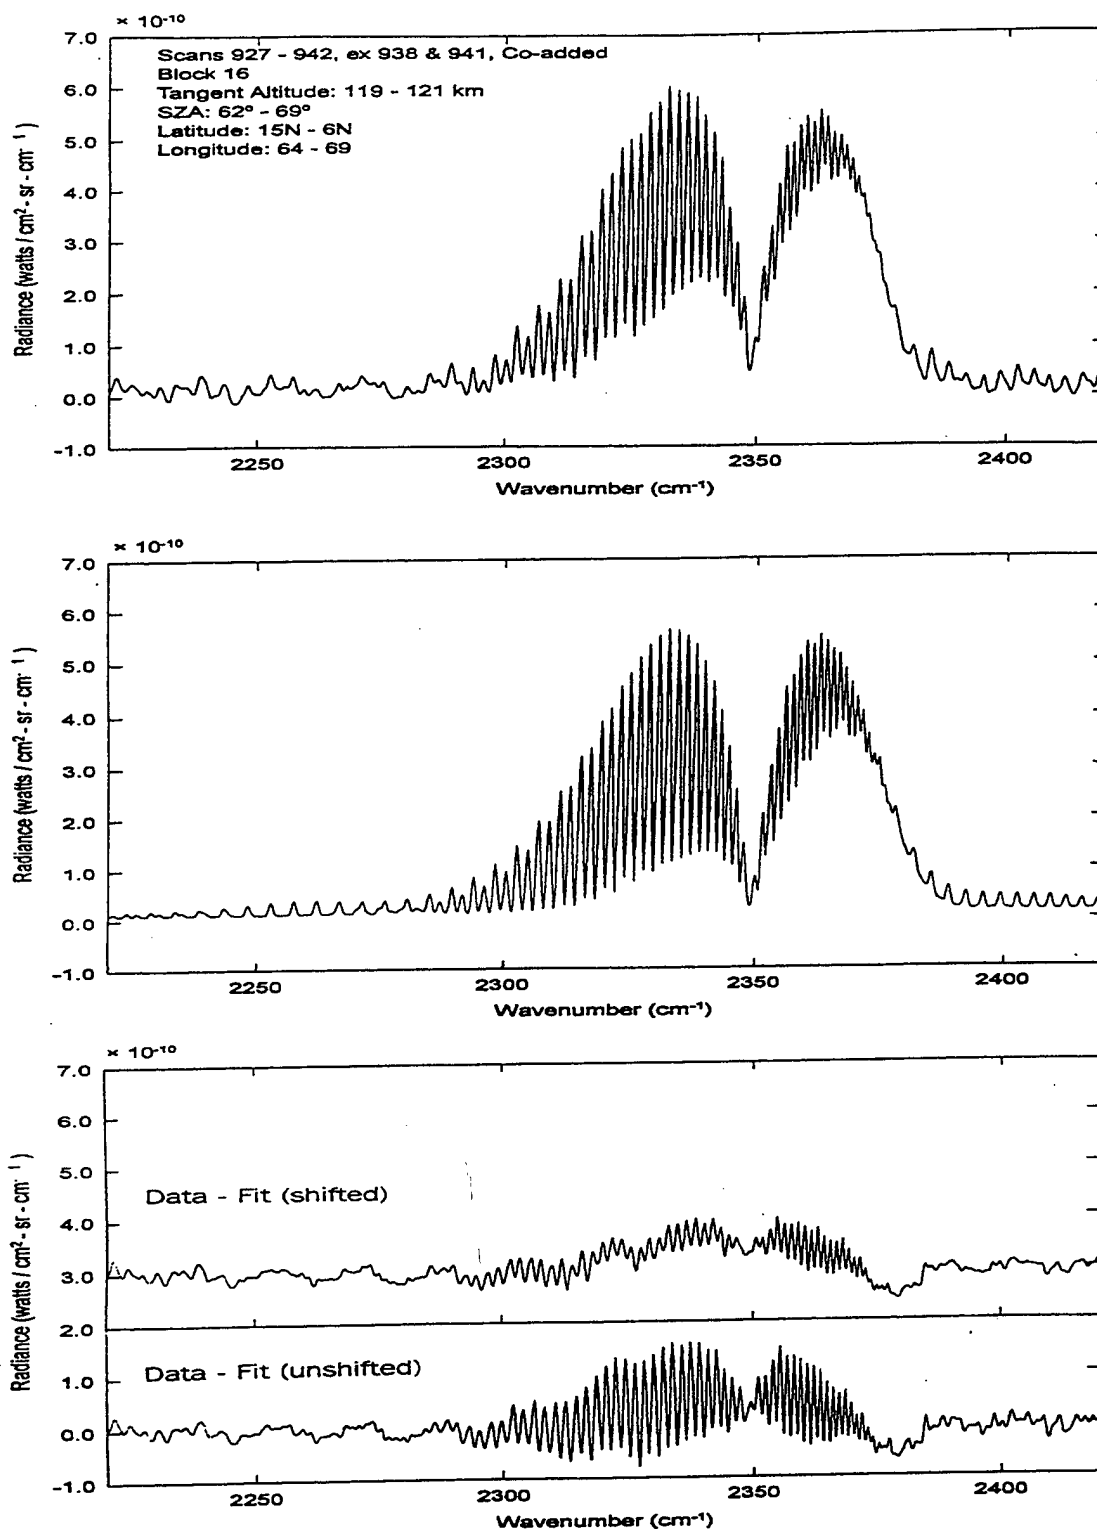 × 10⁻¹⁰
7.0
Scans 927 - 942, ex 938 & 941, Co-added
Block 16
6.0
Tangent Altitude: 119 - 121 km
SZA: 62° - 69°
Latitude: 15N - 6N
5.0
Longitude: 64 - 69
4.0
3.0
2.0
1.0
0.0
-1.0
Radiance (watts / cm² - sr - cm⁻¹)
2250 2300 2350 2400
Wavenumber (cm⁻¹)
× 10⁻¹⁰
7.0
6.0
5.0
4.0
3.0
2.0
1.0
0.0
-1.0
Radiance (watts / cm² - sr - cm⁻¹)
2250 2300 2350 2400
Wavenumber (cm⁻¹)
× 10⁻¹⁰
7.0
6.0
5.0
Data - Fit (shifted)
4.0
3.0
2.0
Data - Fit (unshifted)
1.0
0.0
-1.0
Radiance (watts / cm² - sr - cm⁻¹)
2250 2300 2350 2400
Wavenumber (cm⁻¹)